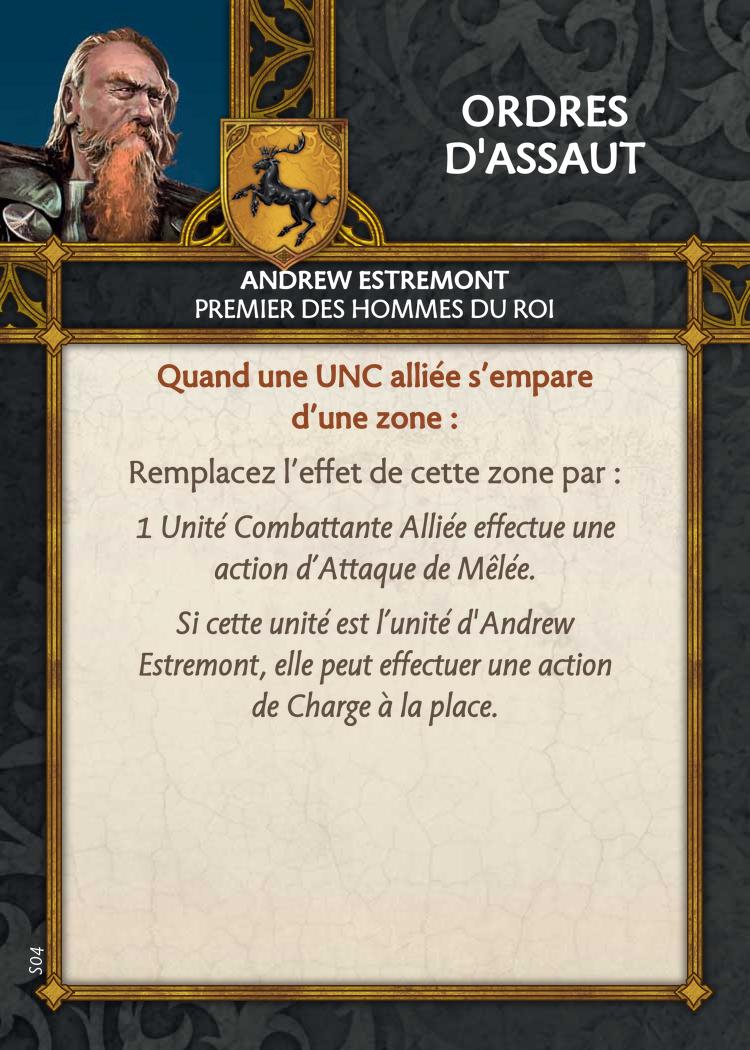 ORDRES
D'ASSAUT
ANDREW ESTREMONT
PREMIER DES HOMMES DU ROI
Quand une UNC alliée s’empare
d’une zone :
Remplacez l’effet de cette zone par :
1 Unité Combattante Alliée effectue une
action d’Attaque de Mêlée.
Si cette unité est l’unité d'Andrew
Estremont, elle peut effectuer une action
de Charge à la place.
S04